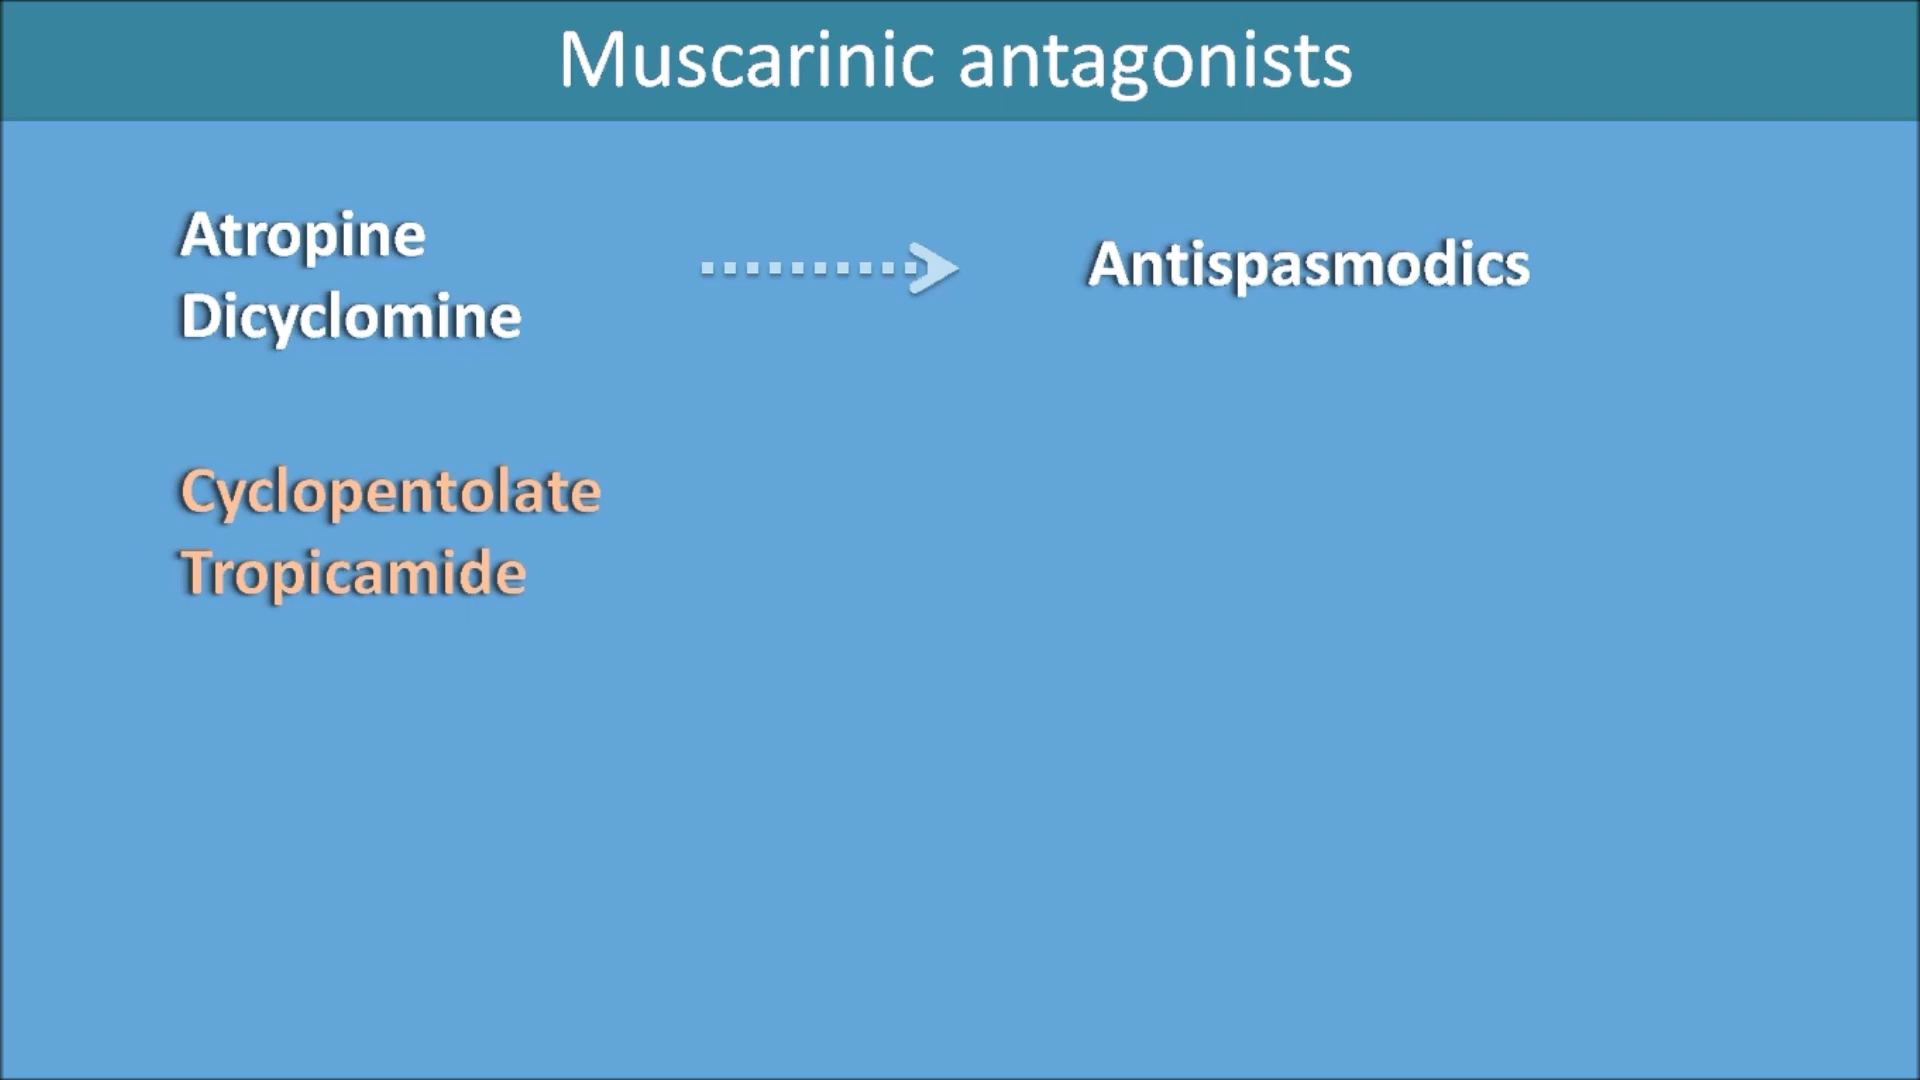 Muscarinic antagonists
Atropine
Dicyclomine
Antispasmodics
Cyclopentolate
Tropicamide